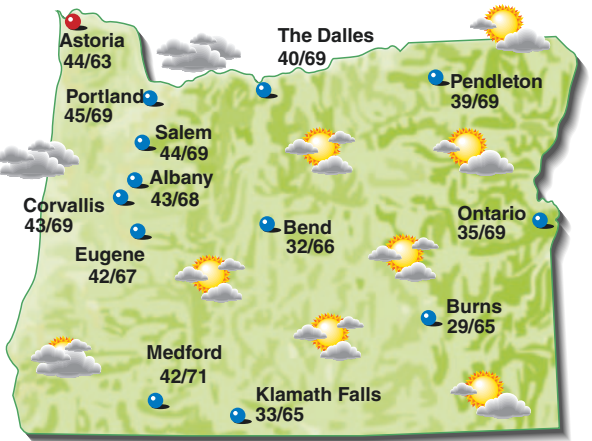 Astoria
44/63
The Dalles
40/69
Pendleton
39/69
Portland
45/69
Salem
44/69
Albany
43/68
Corvallis
43/69
Eugene
42/67
Bend
32/66
Ontario
35/69
Burns
29/65
Medford
42/71
Klamath Falls
33/65